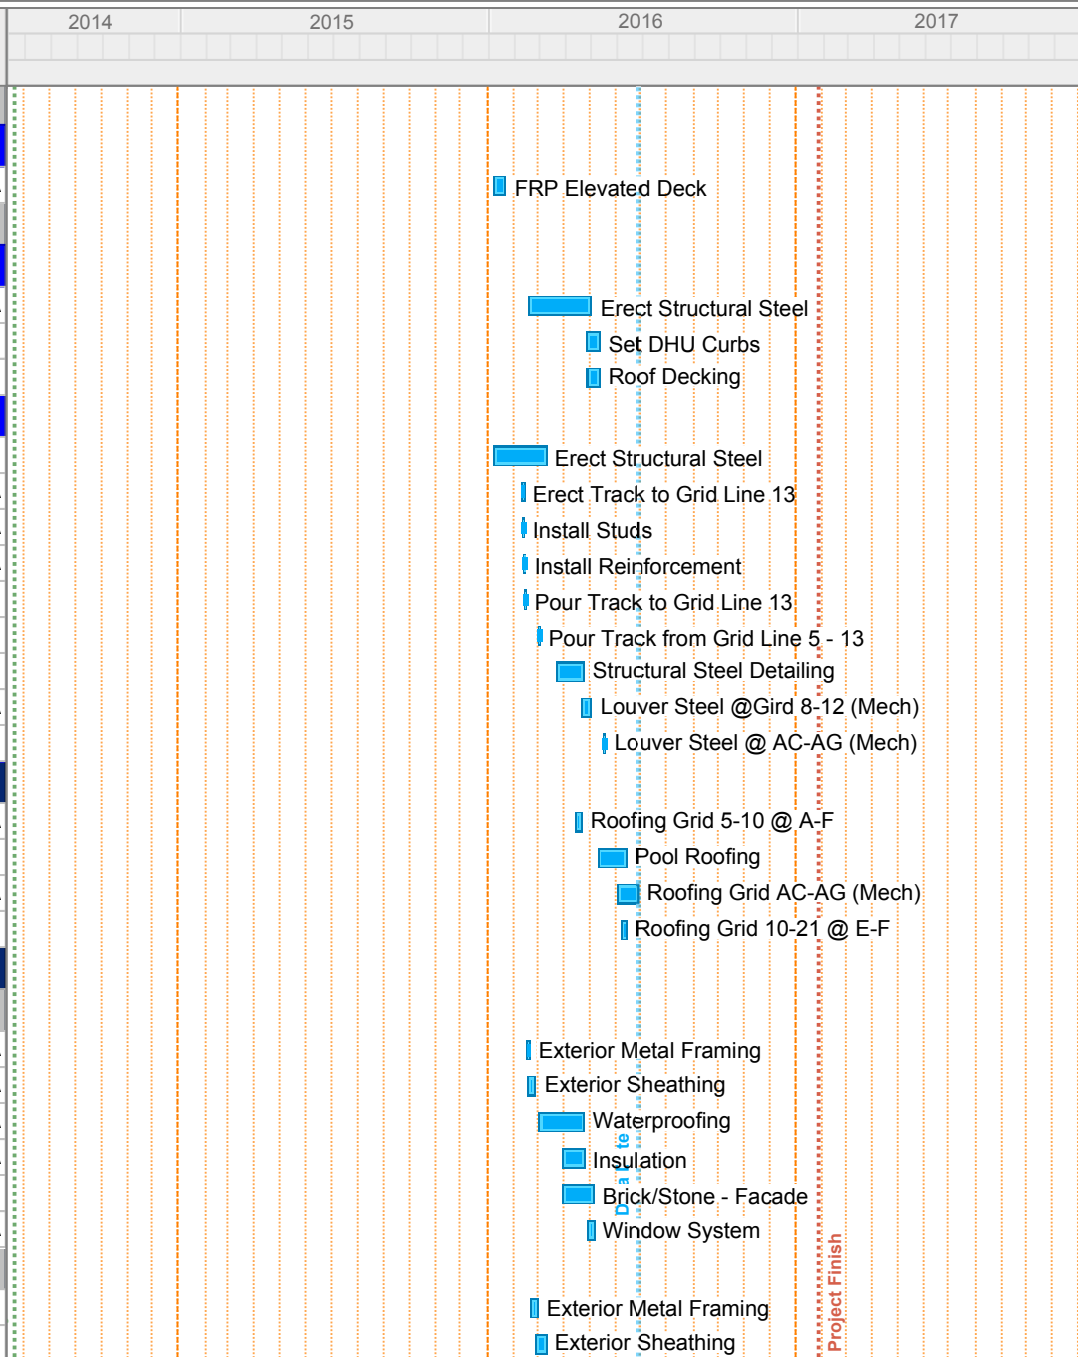 2014 2015 2016 2017
FRP Elevated Deck
Erect Structural Steel
Set DHU Curbs
Roof Decking
Erect Structural Steel
Erect Track to Grid Line 13
Install Studs
Install Reinforcement
Pour Track to Grid Line 13
Pour Track from Grid Line 5 - 13
Structural Steel Detailing
Louver Steel @Gird 8-12 (Mech)
Louver Steel @ AC-AG (Mech)
Roofing Grid 5-10 @ A-F
Pool Roofing
Roofing Grid AC-AG (Mech)
Roofing Grid 10-21 @ E-F
Exterior Metal Framing
Exterior Sheathing
Waterproofing
Insulation
Brick/Stone - Facade
Window System
Exterior Metal Framing
Exterior Sheathing
Project Finish